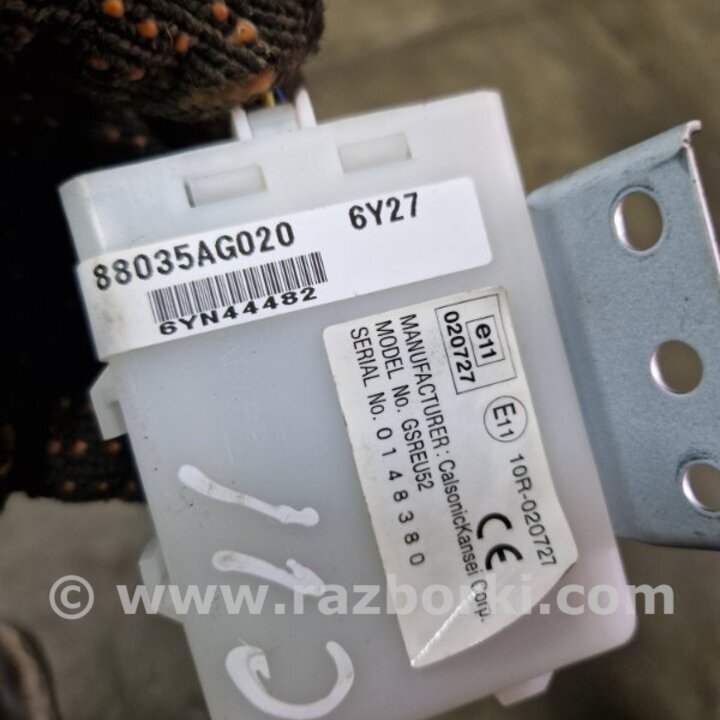 88035AG020 6Y27
6YN44482
e11
020727
E11 10R-020727
MANUFACTURER : CalsonicKansei Corp.
MODEL No. GSREU52
SERIAL No. 0148380
CE
© www.razborki.com